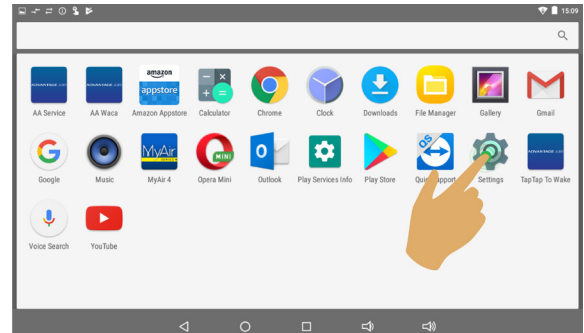 15:09
amazon
appstore
MyAir
MINI
QS
AA Service AA Waca Amazon Appstore Calculator Chrome Clock Downloads File Manager Gallery Gmail
Google Music MyAir 4 Opera Mini Outlook Play Services Info Play Store Settings TapTap To Wake
Voice Search YouTube